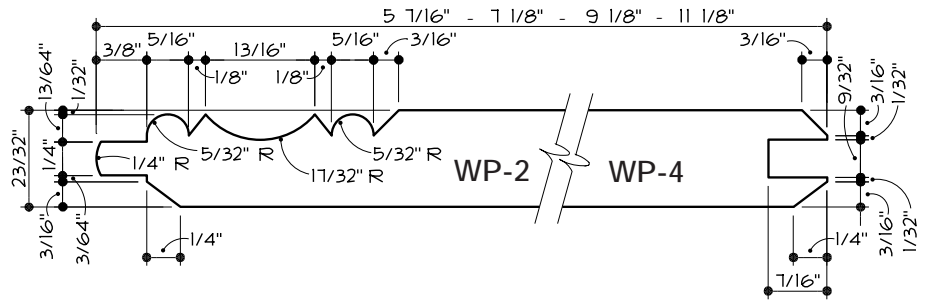 5 7/16" - 7 1/8" - 9 1/8" - 11 1/8"
5/16" 5/16" 3/16" 3/16"
3/8" 13/16"
1/8" 1/8"
13/64" 1/32" 9/32" 3/16" 1/32"
23/32" 1/4" 1/4" R 5/32" R 17/32" R 5/32" R
WP-2 WP-4
3/16" 3/64" 3/16" 1/32"
1/4" 1/4"
7/16"